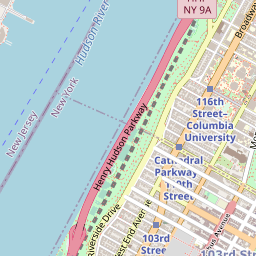 NY 9A
Hudson River
Broadway
New York
New Jersey
Henry Hudson Parkway
116th
Street–
Columbia
University
Cathedral
Parkway
110th
Street
Riverside Drive
West End Avenue
103rd
Street
103rd Street